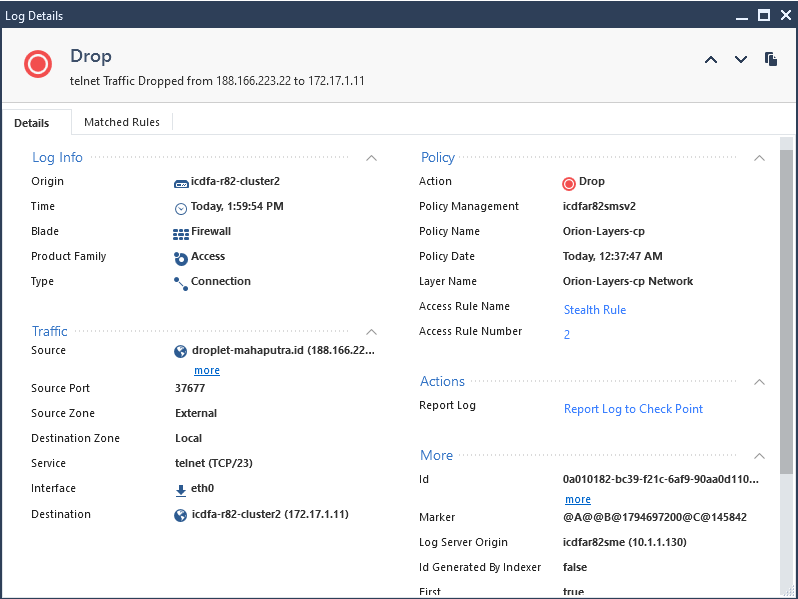 Log Details
Drop
telnet Traffic Dropped from 188.166.223.22 to 172.17.1.11
Details
Matched Rules
Log Info
Origin icdfa-r82-cluster2
Time Today, 1:59:54 PM
Blade Firewall
Product Family Access
Type Connection
Traffic
Source droplet-mahaputra.id (188.166.22...
more
Source Port 37677
Source Zone External
Destination Zone Local
Service telnet (TCP/23)
Interface eth0
Destination icdfa-r82-cluster2 (172.17.1.11)
Policy
Action Drop
Policy Management icdfar82smsv2
Policy Name Orion-Layers-cp
Policy Date Today, 12:37:47 AM
Layer Name Orion-Layers-cp Network
Access Rule Name Stealth Rule
Access Rule Number 2
Actions
Report Log Report Log to Check Point
More
Id 0a010182-bc39-f21c-6af9-90aa0d110...
more
Marker @A@@B@1794697200@C@145842
Log Server Origin icdfar82sme (10.1.1.130)
Id Generated By Indexer false
First true